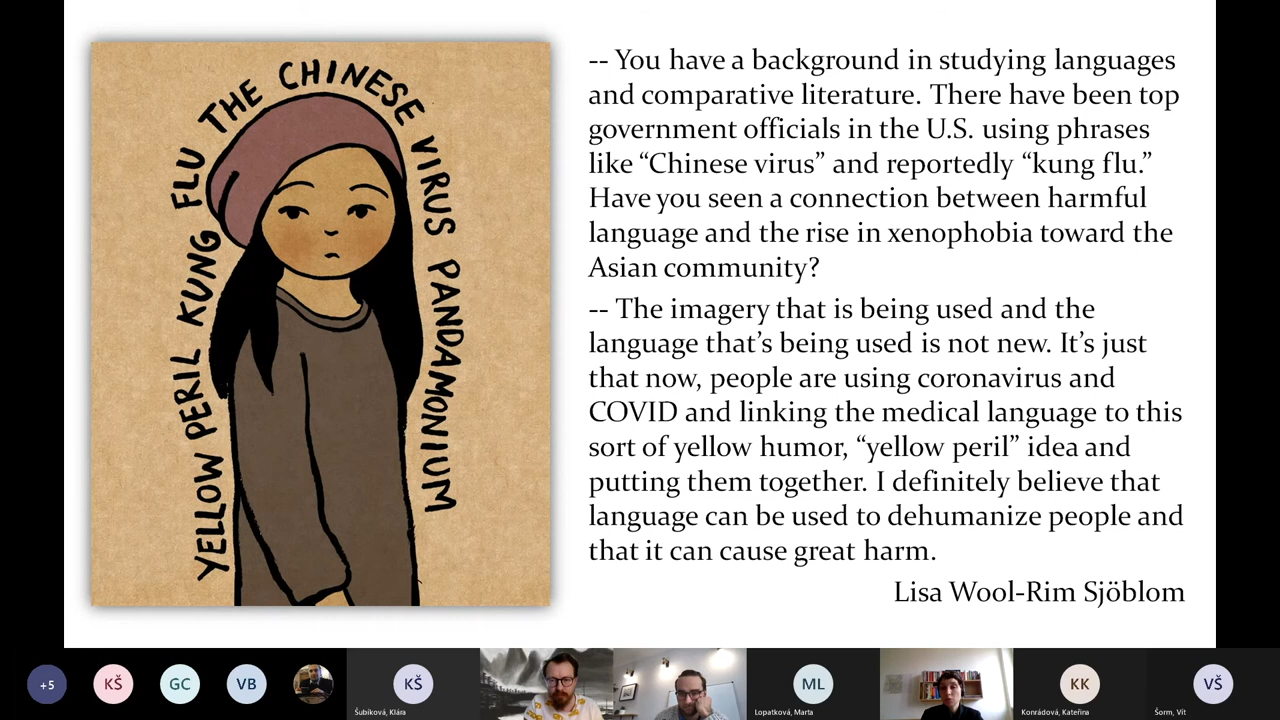 YELLOW PERIL KUNG FLU THE CHINESE VIRUS PANDAMONIUM
-- You have a background in studying languages
and comparative literature. There have been top
government officials in the U.S. using phrases
like “Chinese virus” and reportedly “kung flu.”
Have you seen a connection between harmful
language and the rise in xenophobia toward the
Asian community?
-- The imagery that is being used and the
language that’s being used is not new. It’s just
that now, people are using coronavirus and
COVID and linking the medical language to this
sort of yellow humor, “yellow peril” idea and
putting them together. I definitely believe that
language can be used to dehumanize people and
that it can cause great harm.
Lisa Wool-Rim Sjöblom
+5
KŠ
GC
VB
KŠ
Šubíková, Klára
ML
Lopatková, Marta
KK
Konrádová, Kateřina
VŠ
Šorm, Vít